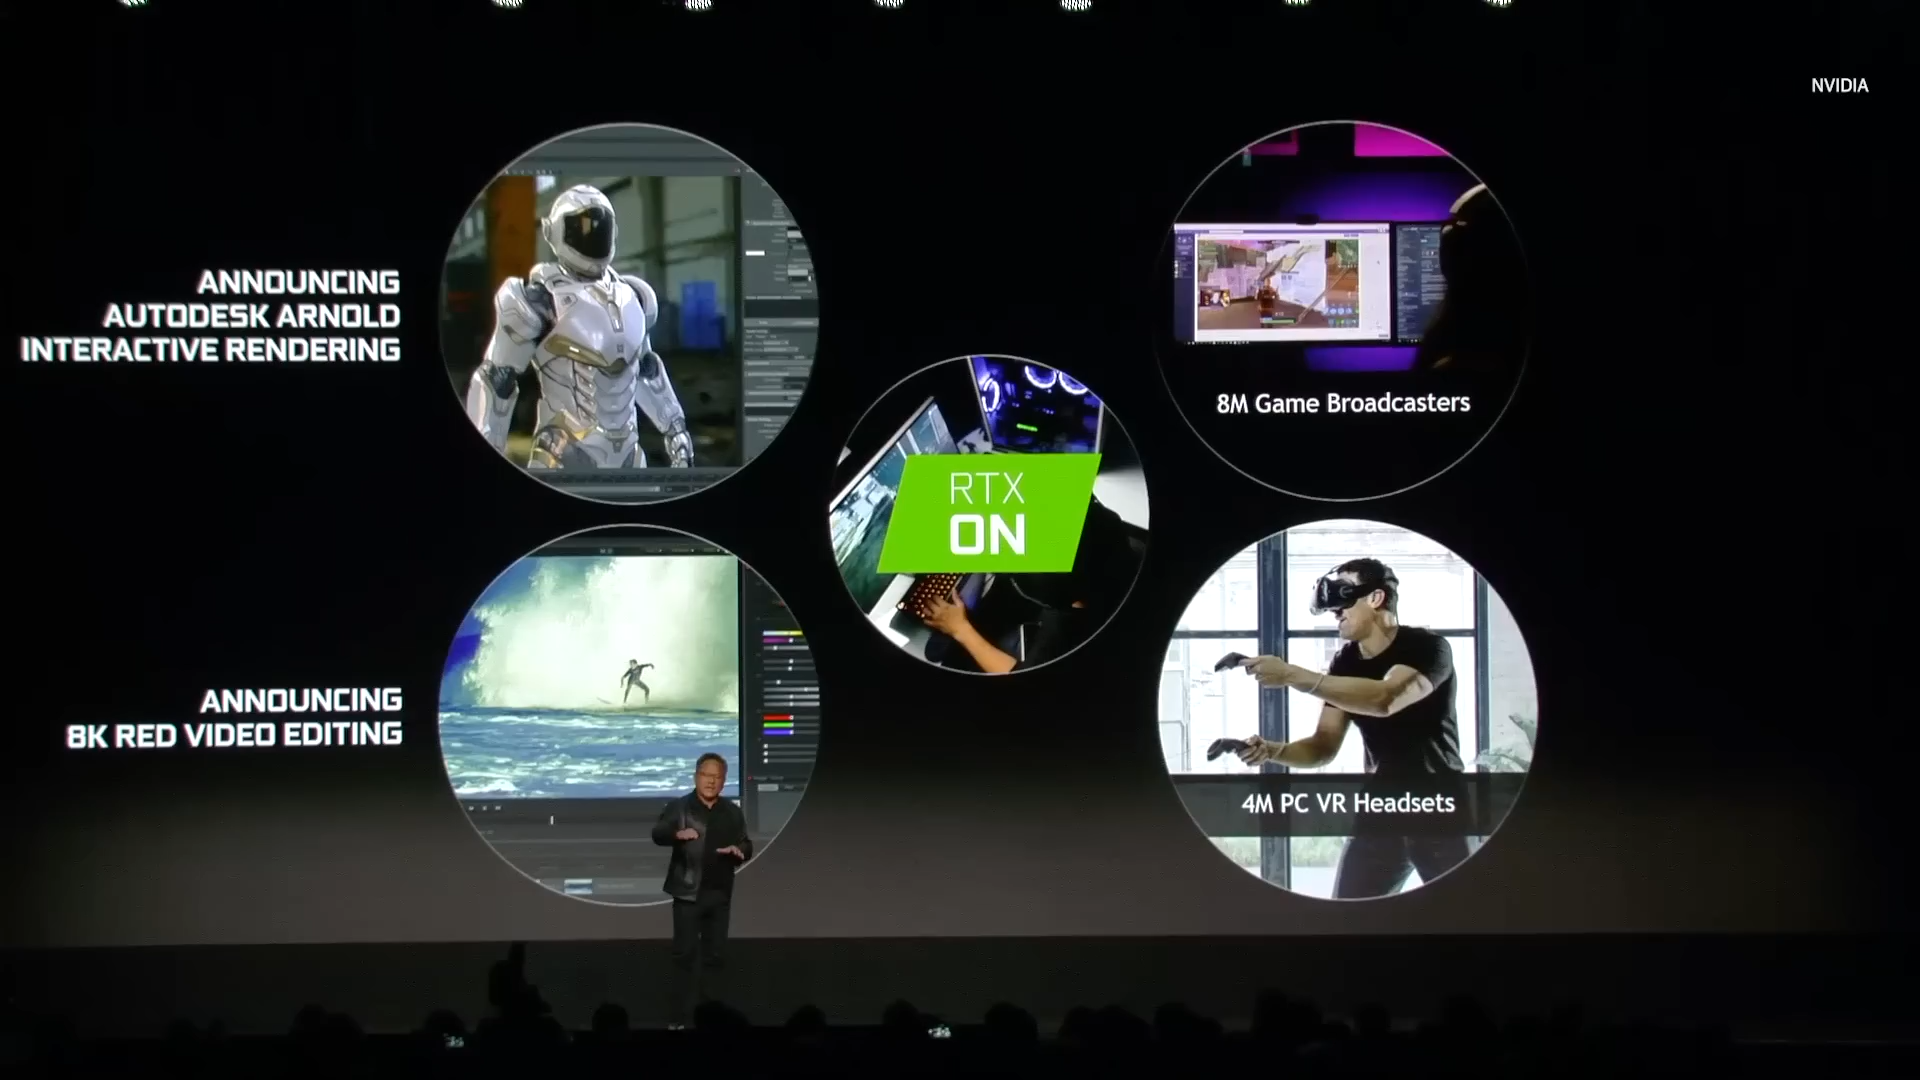 NVIDIA
ANNOUNCING
AUTODESK ARNOLD
INTERACTIVE RENDERING
8M Game Broadcasters
RTX
ON
ANNOUNCING
8K RED VIDEO EDITING
4M PC VR Headsets